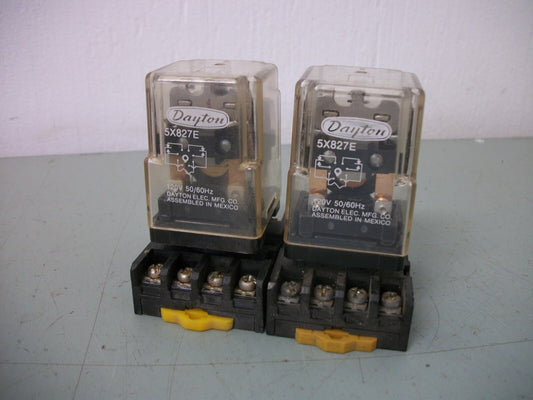 Dayton
5X827E
120V 50/60Hz
DAYTON ELEC. MFG. CO.
ASSEMBLED IN MEXICO
Dayton
5X827E
120V 50/60Hz
DAYTON ELEC. MFG. CO.
ASSEMBLED IN MEXICO